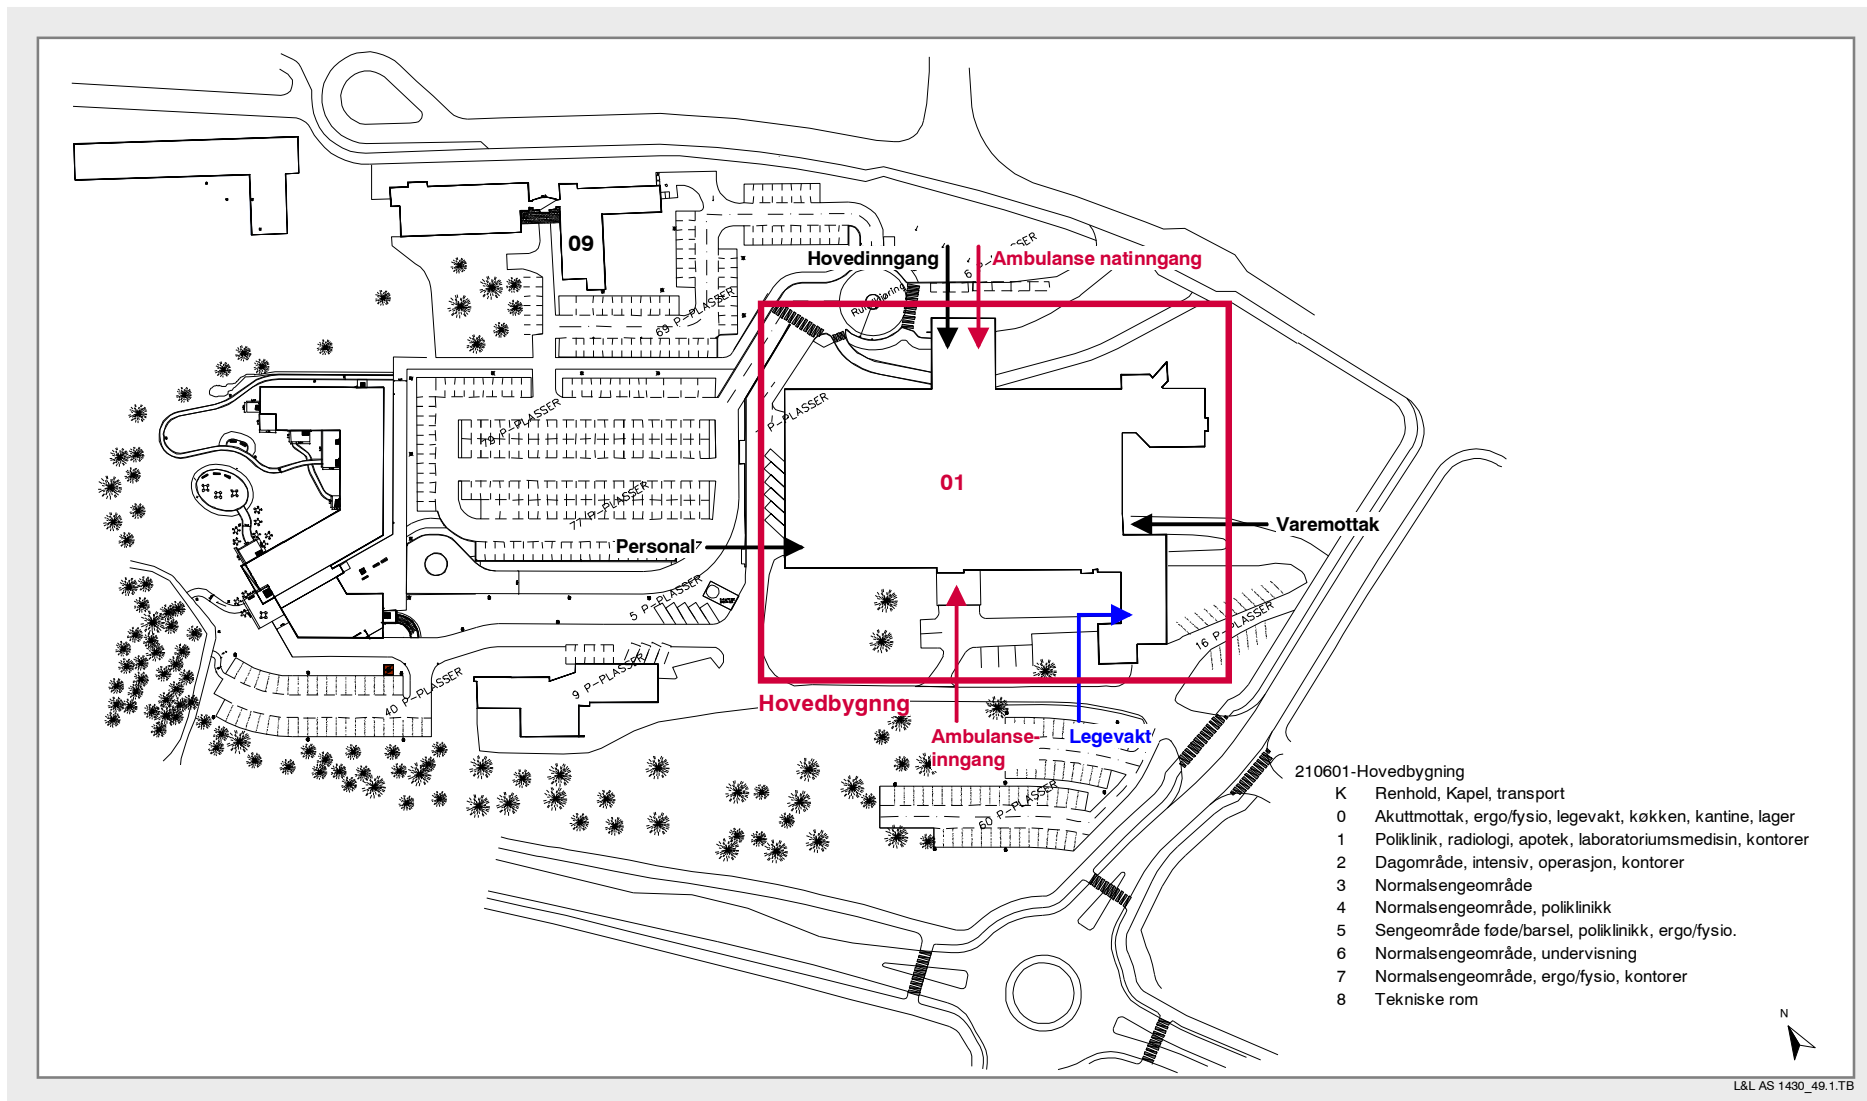 09
Hovedinngang
Ambulanse natinngang
6 P-PLASSER
Rundkjøring
69 P-PLASSER
P-PLASSER
79 P-PLASSER
01
77 P-PLASSER
Varemottak
Personal
5 P-PLASSER
16 P-PLASSER
9 P-PLASSER
40 P-PLASSER
Hovedbygnng
Ambulanse-
inngang
Legevakt
60 P-PLASSER
210601-Hovedbygning
K Renhold, Kapel, transport
0 Akuttmottak, ergo/fysio, legevakt, køkken, kantine, lager
1 Poliklinik, radiologi, apotek, laboratoriumsmedisin, kontorer
2 Dagområde, intensiv, operasjon, kontorer
3 Normalsengeområde
4 Normalsengeområde, poliklinikk
5 Sengeområde føde/barsel, poliklinikk, ergo/fysio.
6 Normalsengeområde, undervisning
7 Normalsengeområde, ergo/fysio, kontorer
8 Tekniske rom
N
L&L AS 1430_49.1.TB